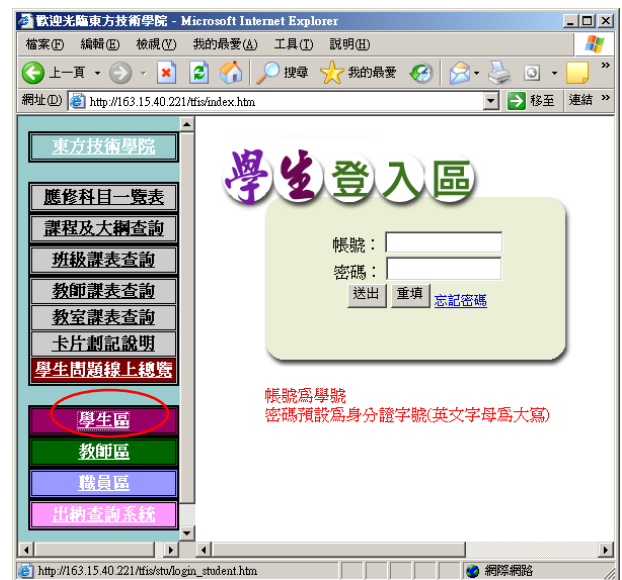 歡迎光臨東方技術學院 - Microsoft Internet Explorer
檔案(F) 編輯(E) 檢視(V) 我的最愛(A) 工具(T) 說明(H)
上一頁 搜尋 我的最愛 »
網址(D) http://163.15.40.221/tfis/index.htm 移至 連結 »
東方技術學院
應修科目一覽表
課程及大綱查詢
班級課表查詢
教師課表查詢
教室課表查詢
卡片劃記說明
學生問題線上總覽
學生區
教師區
職員區
出納查詢系統
學生登入區
帳號：
密碼：
送出 重填 忘記密碼
帳號為學號
密碼預設為身分證字號(英文字母為大寫)
http://163.15.40.221/tfis/stu/login_student.htm 網際網路